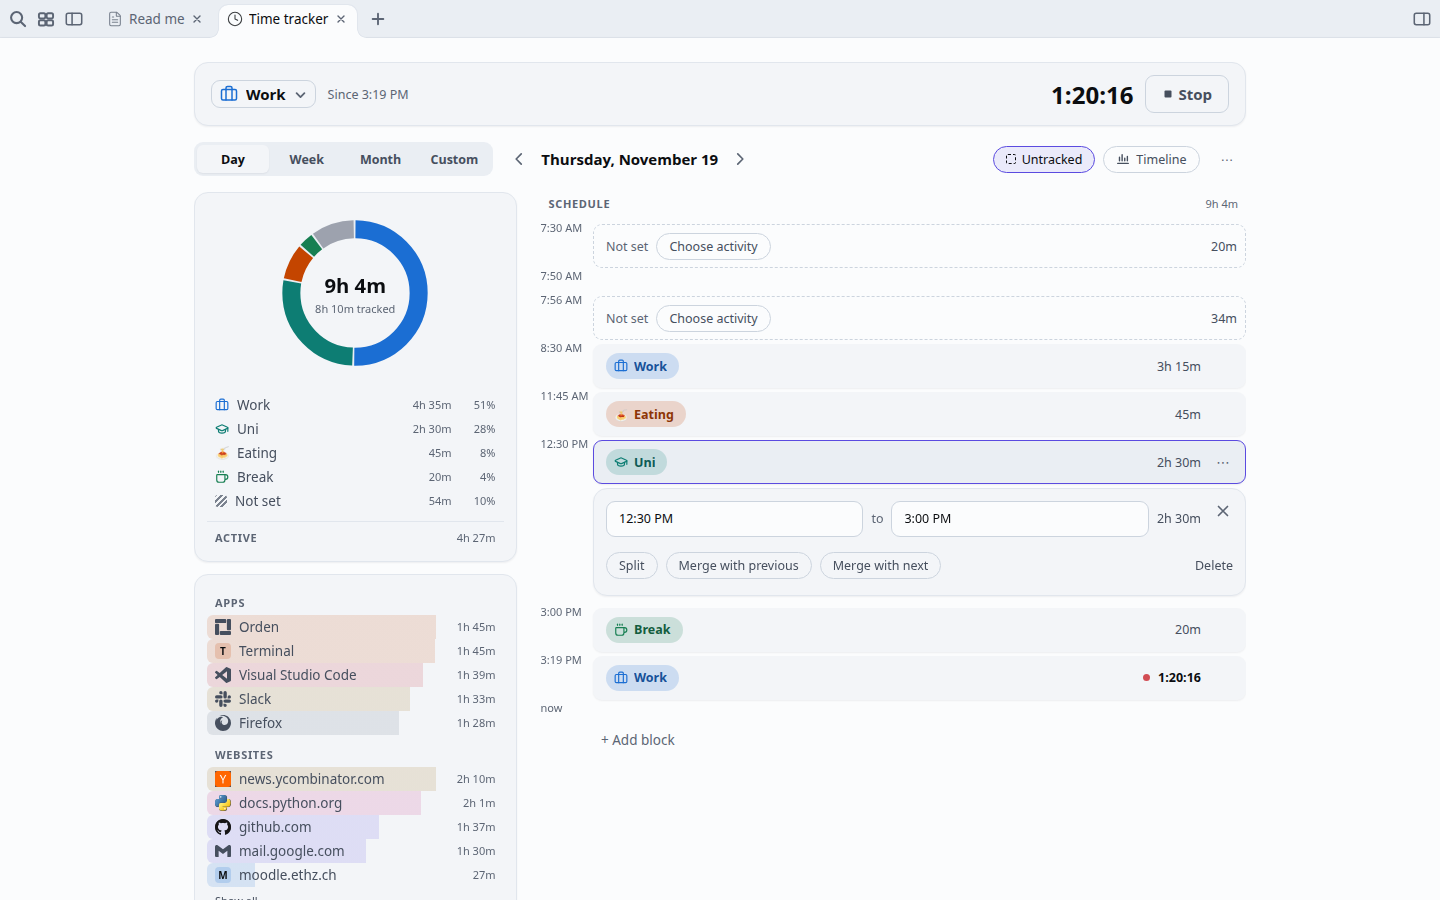 Read me
Time tracker
Work
Since 3:19 PM
1:20:16
Stop
Day
Week
Month
Custom
Thursday, November 19
Untracked
Timeline
9h 4m
8h 10m tracked
Work 4h 35m 51%
Uni 2h 30m 28%
Eating 45m 8%
Break 20m 4%
Not set 54m 10%
ACTIVE 4h 27m
APPS
Orden 1h 45m
T Terminal 1h 45m
Visual Studio Code 1h 39m
Slack 1h 33m
Firefox 1h 28m
WEBSITES
Y news.ycombinator.com 2h 10m
docs.python.org 2h 1m
github.com 1h 37m
mail.google.com 1h 30m
M moodle.ethz.ch 27m
Show all
SCHEDULE 9h 4m
7:30 AM
Not set Choose activity 20m
7:50 AM
7:56 AM
Not set Choose activity 34m
8:30 AM
Work 3h 15m
11:45 AM
Eating 45m
12:30 PM
Uni 2h 30m
12:30 PM to 3:00 PM 2h 30m
Split Merge with previous Merge with next Delete
3:00 PM
Break 20m
3:19 PM
Work 1:20:16
now
+ Add block